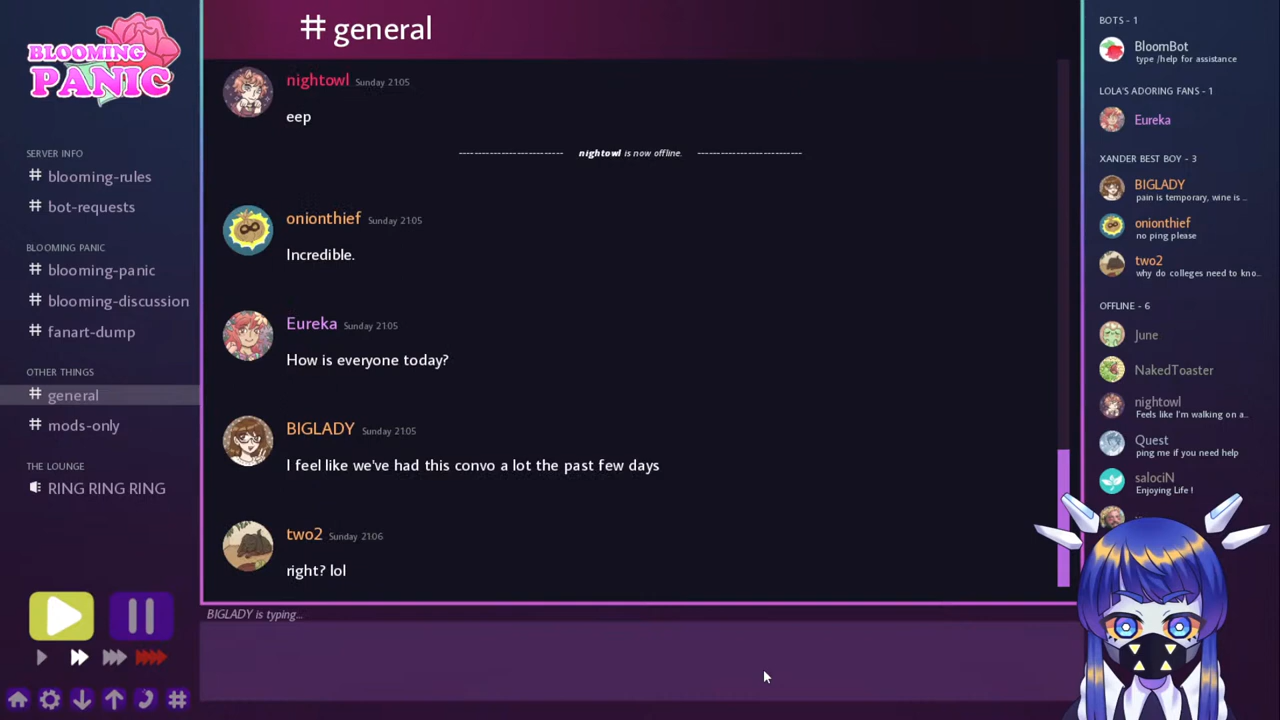 BLOOMING
PANIC
SERVER INFO
# blooming-rules
# bot-requests
BLOOMING PANIC
# blooming-panic
# blooming-discussion
# fanart-dump
OTHER THINGS
# general
# mods-only
THE LOUNGE
RING RING RING
# general
nightowl Sunday 2105
eep
nightowl is now offline.
onionthief Sunday 2105
Incredible.
Eureka Sunday 2105
How is everyone today?
BIGLADY Sunday 2105
I feel like we've had this convo a lot the past few days
two2 Sunday 2106
right? lol
BIGLADY is typing...
BOTS - 1
BloomBot
type /help for assistance
LOLA'S ADORING FANS - 1
Eureka
XANDER BEST BOY - 3
BIGLADY
pain is temporary, wine is ..
onionthief
no ping please
two2
why do colleges need to kno..
OFFLINE - 6
June
NakedToaster
nightowl
Feels like I'm walking on a..
Quest
ping me if you need help
salociN
Enjoying Life !